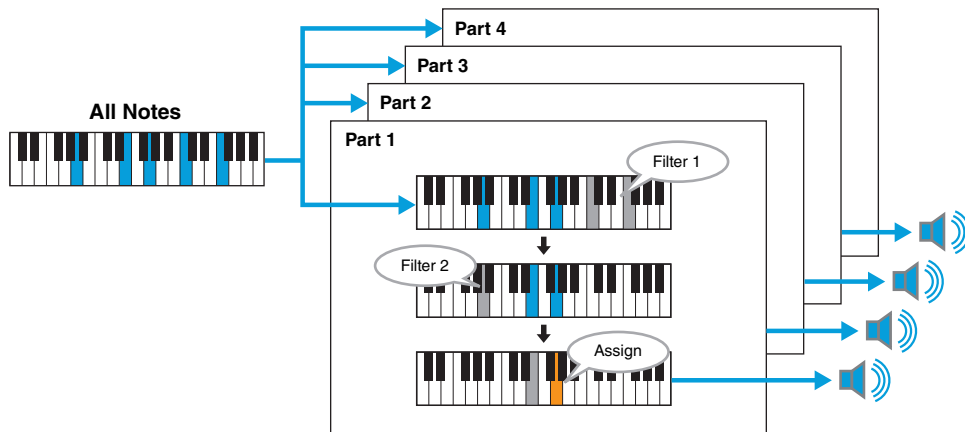 Part 4
Part 3
Part 2
All Notes
Part 1
Filter 1
Filter 2
Assign